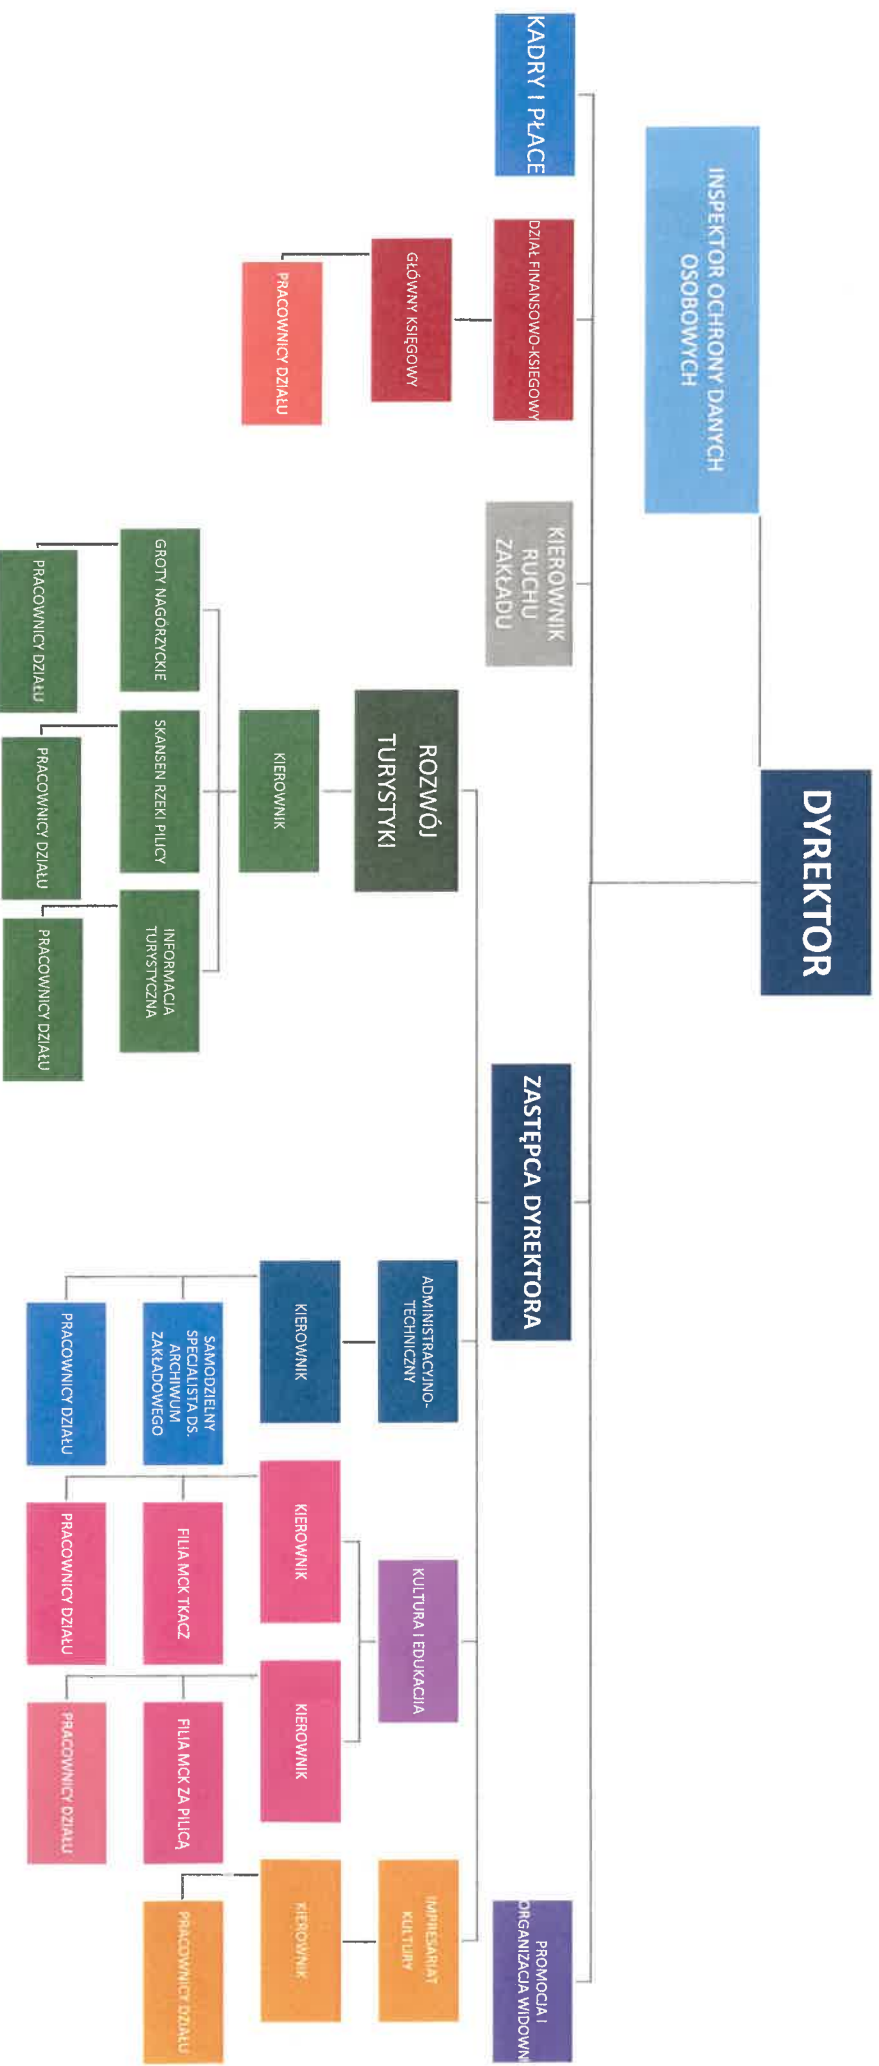 DYREKTOR
INSPEKTOR OCHRONY DANYCH
OSOBOWYCH
KADRY I PŁACE
DZIAŁ FINANSOWO-KSIEGOWY
GŁÓWNY KSIĘGOWY
PRACOWNICY DZIAŁU
KIEROWNIK
RUCHU
ZAKŁADU
ZASTĘPCA DYREKTORA
PROMOCJA I
ORGANIZACJA WIDOWN
ROZWÓJ
TURYSTYKI
KIEROWNIK
GROTY NAGÓRZYCKIE
PRACOWNICY DZIAŁU
SKANSEN RZEKI PILICY
PRACOWNICY DZIAŁU
INFORMACJA
TURYSTYCZNA
PRACOWNICY DZIAŁU
ADMINISTRACYJNO-
TECHNICZNY
KIEROWNIK
SAMODZIELNY
SPECJALISTA DS.
ARCHIWUM
ZAKŁADOWEGO
PRACOWNICY DZIAŁU
KULTURA I EDUKACJIA
KIEROWNIK
FILIA MCK TKACZ
PRACOWNICY DZIAŁU
KIEROWNIK
FILIA MCK ZA PILICĄ
PRACOWNICY DZIAŁU
IMPRESARIAT
KULTURY
KIEROWNIK
PRACOWNICY DZIAŁU